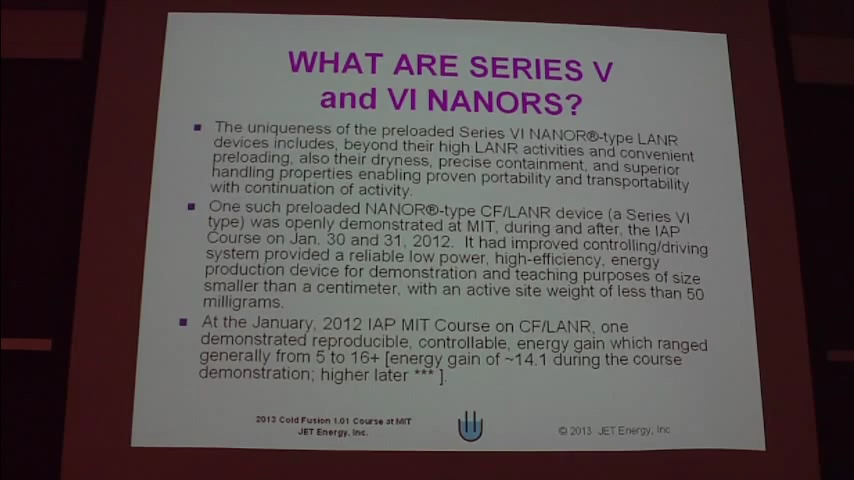 WHAT ARE SERIES V
and VI NANORS?
The uniqueness of the preloaded Series VI NANOR®-type LANR
devices includes, beyond their high LANR activities and convenient
preloading, also their dryness, precise containment, and superior
handling properties enabling proven portability and transportability
with continuation of activity.
One such preloaded NANOR®-type CF/LANR device (a Series VI
type) was openly demonstrated at MIT, during and after, the IAP
Course on Jan. 30 and 31, 2012. It had improved controlling/driving
system provided a reliable low power, high-efficiency, energy
production device for demonstration and teaching purposes of size
smaller than a centimeter, with an active site weight of less than 50
milligrams.
At the January, 2012 IAP MIT Course on CF/LANR, one
demonstrated reproducible, controllable, energy gain which ranged
generally from 5 to 16+ [energy gain of ~14.1 during the course
demonstration; higher later *** ].
2013 Cold Fusion 1.01 Course at MIT
JET Energy, Inc.
© 2013 JET Energy, Inc